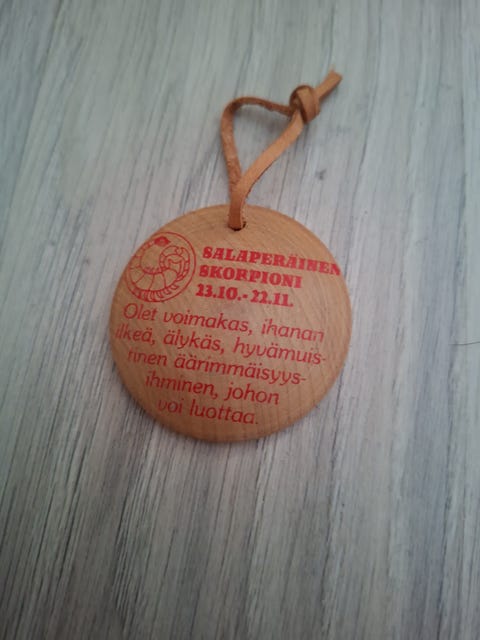 SALAPERÄINEN
SKORPIONI
23.10.-22.11.
Olet voimakas, ihanan
ilkeä, älykäs, hyvämuis-
tinen äärimmäisyys-
ihminen, johon
voi luottaa.